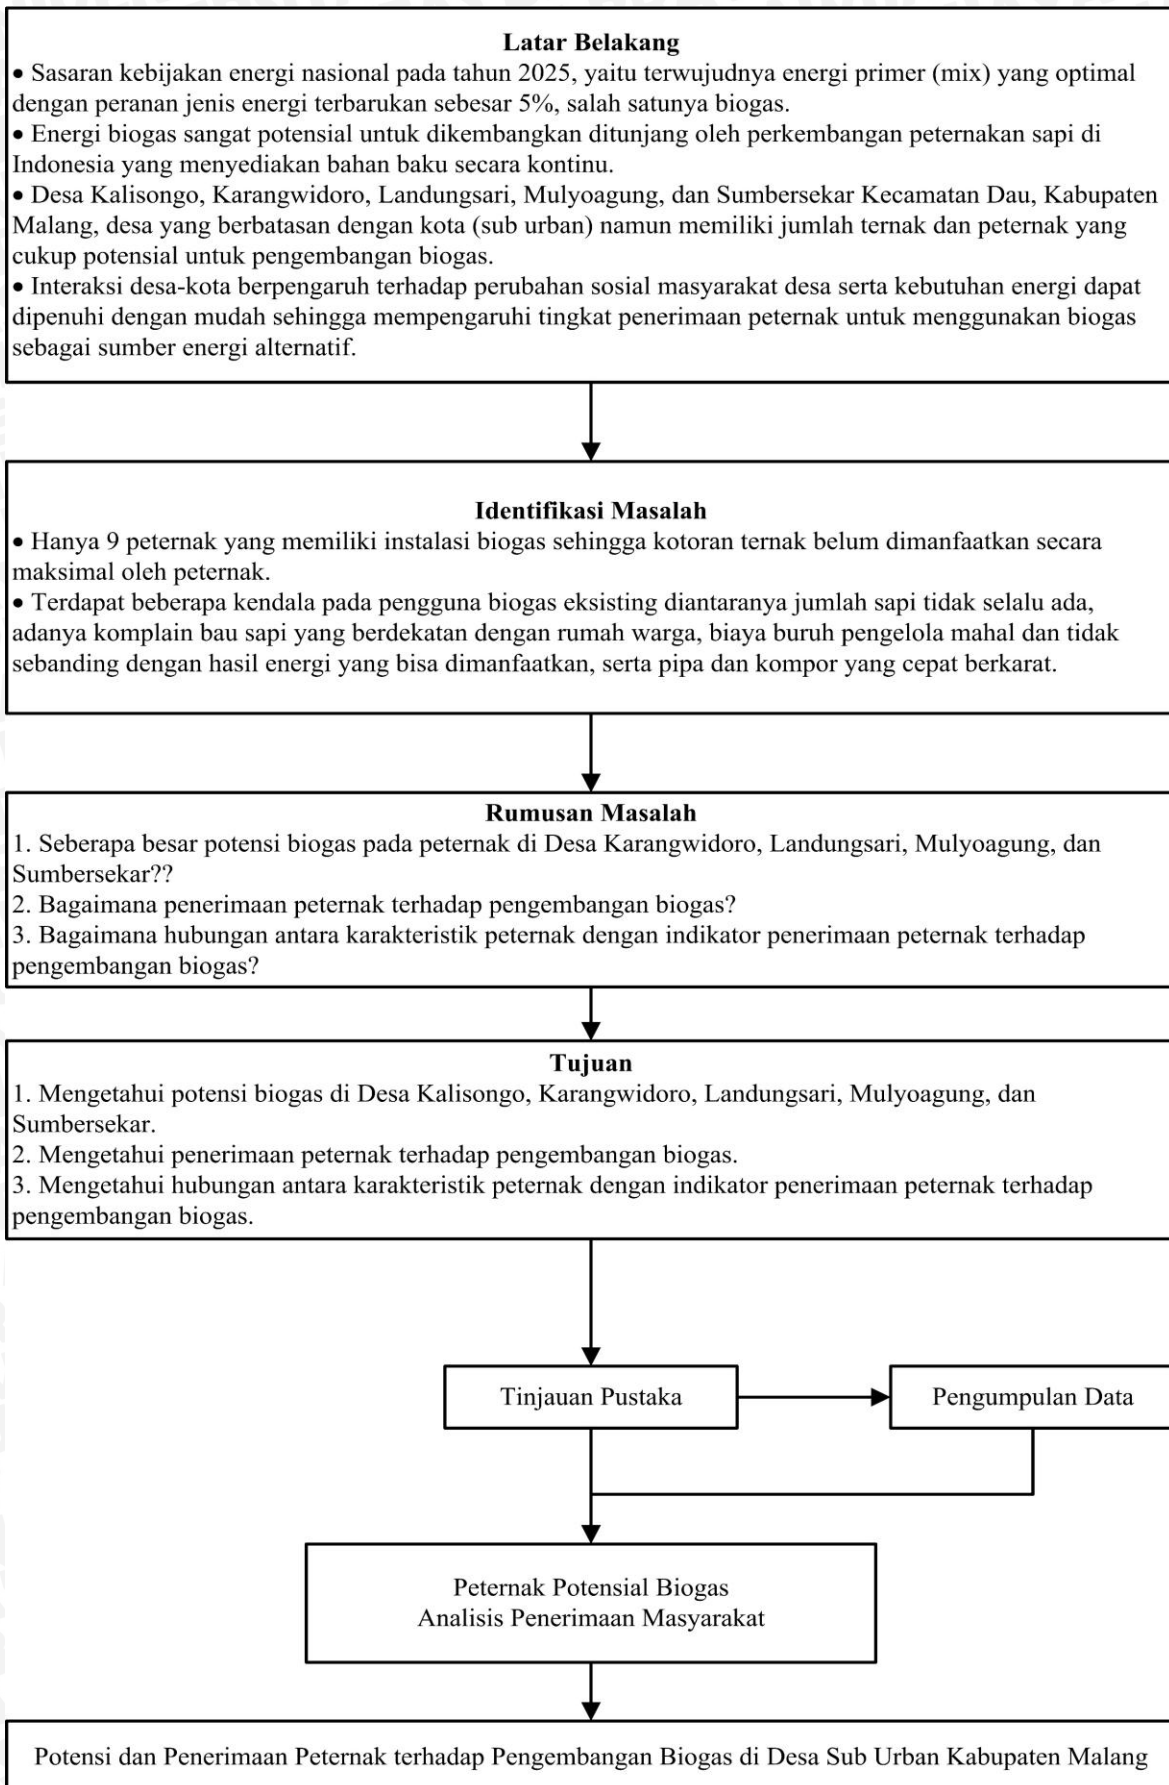 Latar Belakang
• Sasaran kebijakan energi nasional pada tahun 2025, yaitu terwujudnya energi primer (mix) yang optimal
dengan peranan jenis energi terbarukan sebesar 5%, salah satunya biogas.
• Energi biogas sangat potensial untuk dikembangkan ditunjang oleh perkembangan peternakan sapi di
Indonesia yang menyediakan bahan baku secara kontinu.
• Desa Kalisongo, Karangwidoro, Landungsari, Mulyoagung, dan Sumbersekar Kecamatan Dau, Kabupaten
Malang, desa yang berbatasan dengan kota (sub urban) namun memiliki jumlah ternak dan peternak yang
cukup potensial untuk pengembangan biogas.
• Interaksi desa-kota berpengaruh terhadap perubahan sosial masyarakat desa serta kebutuhan energi dapat
dipenuhi dengan mudah sehingga mempengaruhi tingkat penerimaan peternak untuk menggunakan biogas
sebagai sumber energi alternatif.
Identifikasi Masalah
• Hanya 9 peternak yang memiliki instalasi biogas sehingga kotoran ternak belum dimanfaatkan secara
maksimal oleh peternak.
• Terdapat beberapa kendala pada pengguna biogas eksisting diantaranya jumlah sapi tidak selalu ada,
adanya komplain bau sapi yang berdekatan dengan rumah warga, biaya buruh pengelola mahal dan tidak
sebanding dengan hasil energi yang bisa dimanfaatkan, serta pipa dan kompor yang cepat berkarat.
Rumusan Masalah
1. Seberapa besar potensi biogas pada peternak di Desa Karangwidoro, Landungsari, Mulyoagung, dan
Sumbersekar??
2. Bagaimana penerimaan peternak terhadap pengembangan biogas?
3. Bagaimana hubungan antara karakteristik peternak dengan indikator penerimaan peternak terhadap
pengembangan biogas?
Tujuan
1. Mengetahui potensi biogas di Desa Kalisongo, Karangwidoro, Landungsari, Mulyoagung, dan
Sumbersekar.
2. Mengetahui penerimaan peternak terhadap pengembangan biogas.
3. Mengetahui hubungan antara karakteristik peternak dengan indikator penerimaan peternak terhadap
pengembangan biogas.
Tinjauan Pustaka
Pengumpulan Data
Peternak Potensial Biogas
Analisis Penerimaan Masyarakat
Potensi dan Penerimaan Peternak terhadap Pengembangan Biogas di Desa Sub Urban Kabupaten Malang